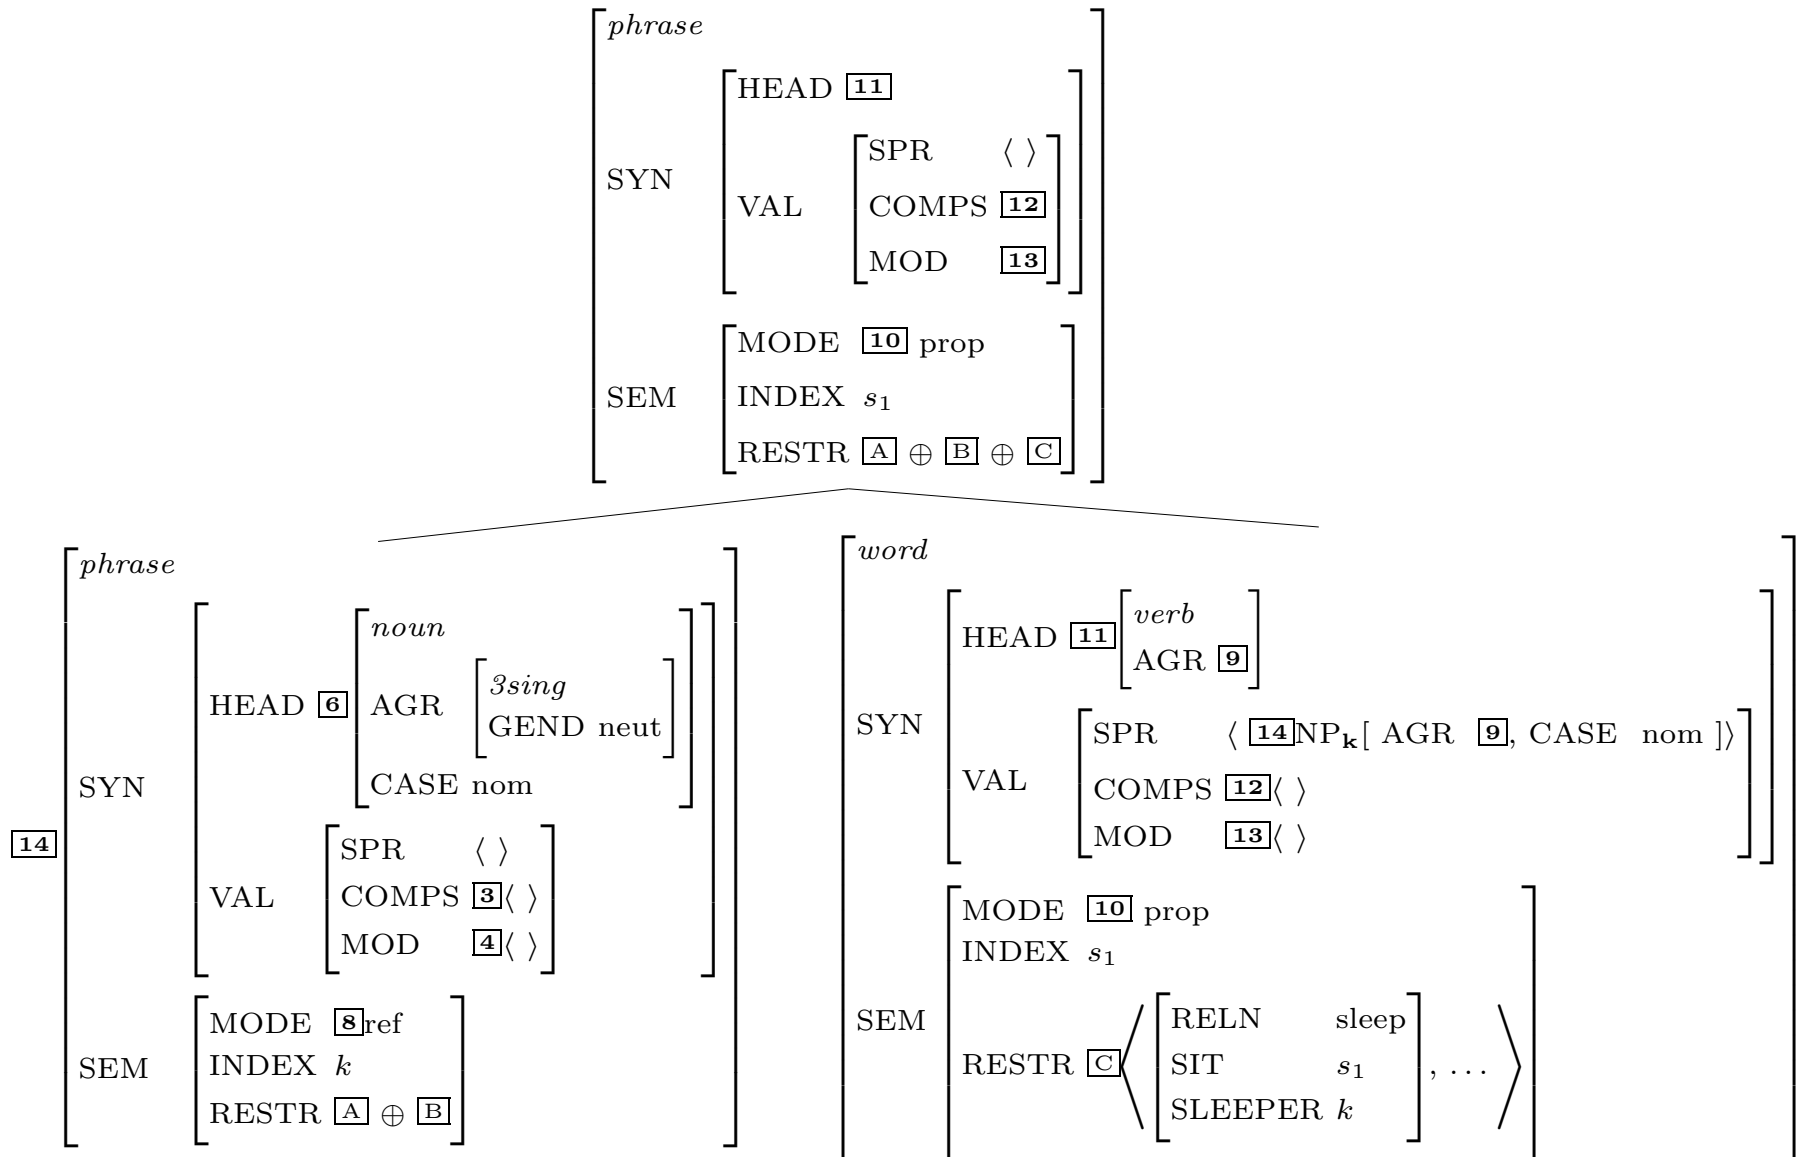 phrase
HEAD 11
SPR ⟨ ⟩
SYN
VAL COMPS 12
MOD 13
MODE 10 prop
SEM INDEX s₁
RESTR A ⊕ B ⊕ C
phrase
noun
HEAD 6 AGR 3sing
GEND neut
CASE nom
SYN
14
SPR ⟨ ⟩
VAL COMPS 3⟨ ⟩
MOD 4⟨ ⟩
MODE 8ref
SEM INDEX k
RESTR A ⊕ B
word
verb
HEAD 11
AGR 9
SYN
SPR ⟨ 14NPₖ[ AGR 9, CASE nom ]⟩
VAL
COMPS 12⟨ ⟩
MOD 13⟨ ⟩
MODE 10 prop
INDEX s₁
SEM
RELN sleep
RESTR C⟨ SIT s₁ , … ⟩
SLEEPER k